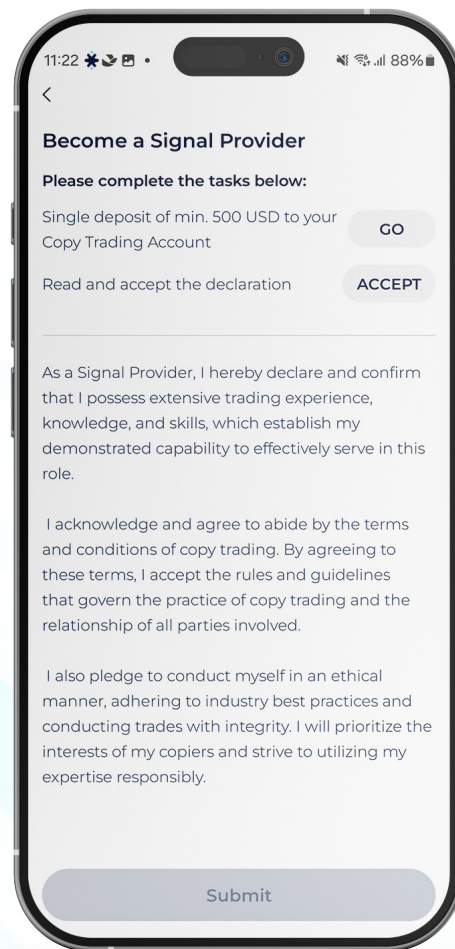 11:22
88%
Become a Signal Provider
Please complete the tasks below:
Single deposit of min. 500 USD to your
Copy Trading Account
GO
Read and accept the declaration
ACCEPT
As a Signal Provider, I hereby declare and confirm
that I possess extensive trading experience,
knowledge, and skills, which establish my
demonstrated capability to effectively serve in this
role.
I acknowledge and agree to abide by the terms
and conditions of copy trading. By agreeing to
these terms, I accept the rules and guidelines
that govern the practice of copy trading and the
relationship of all parties involved.
I also pledge to conduct myself in an ethical
manner, adhering to industry best practices and
conducting trades with integrity. I will prioritize the
interests of my copiers and strive to utilizing my
expertise responsibly.
Submit